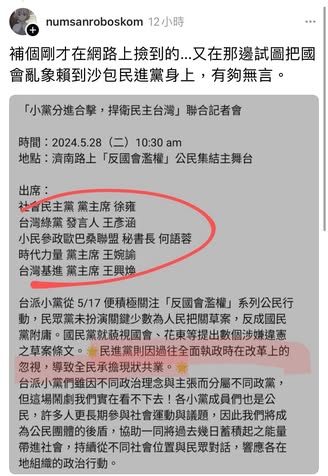 numsanroboskom 12小時
補個剛才在網路上撿到的...又在那邊試圖把國
會亂象賴到沙包民進黨身上，有夠無言。
「小黨分進合擊，捍衛民主台灣」聯合記者會
時間：2024.5.28（二）10:30 am
地點：濟南路上「反國會濫權」公民集結主舞台
出席：
社會民主黨 黨主席 徐雍
台灣綠黨 發言人 王彥涵
小民參政歐巴桑聯盟 秘書長 何語蓉
時代力量 黨主席 王婉諭
台灣基進 黨主席 王興煥
台派小黨從 5/17 便積極關注「反國會濫權」系列公民行
動，民眾黨未扮演關鍵少數為人民把關草案，反成國民
黨附庸。國民黨就藐視國會、花東等提出數個涉嫌違憲
之草案條文。🌟民進黨則因過往全面執政時在改革上的
忽視，導致全民承擔現狀共業。🌟
台派小黨們雖因不同政治理念與主張而分屬不同政黨，
但這場鬧劇我們實在看不下去！各小黨成員們也是公
民，許多人更長期參與社會運動與議題，因此我們將成
為公民團體的後盾，協助一同將過去幾日蓄積起之能量
帶進社會，持續從不同社會位置與民眾對話，響應各在
地組織的政治行動。